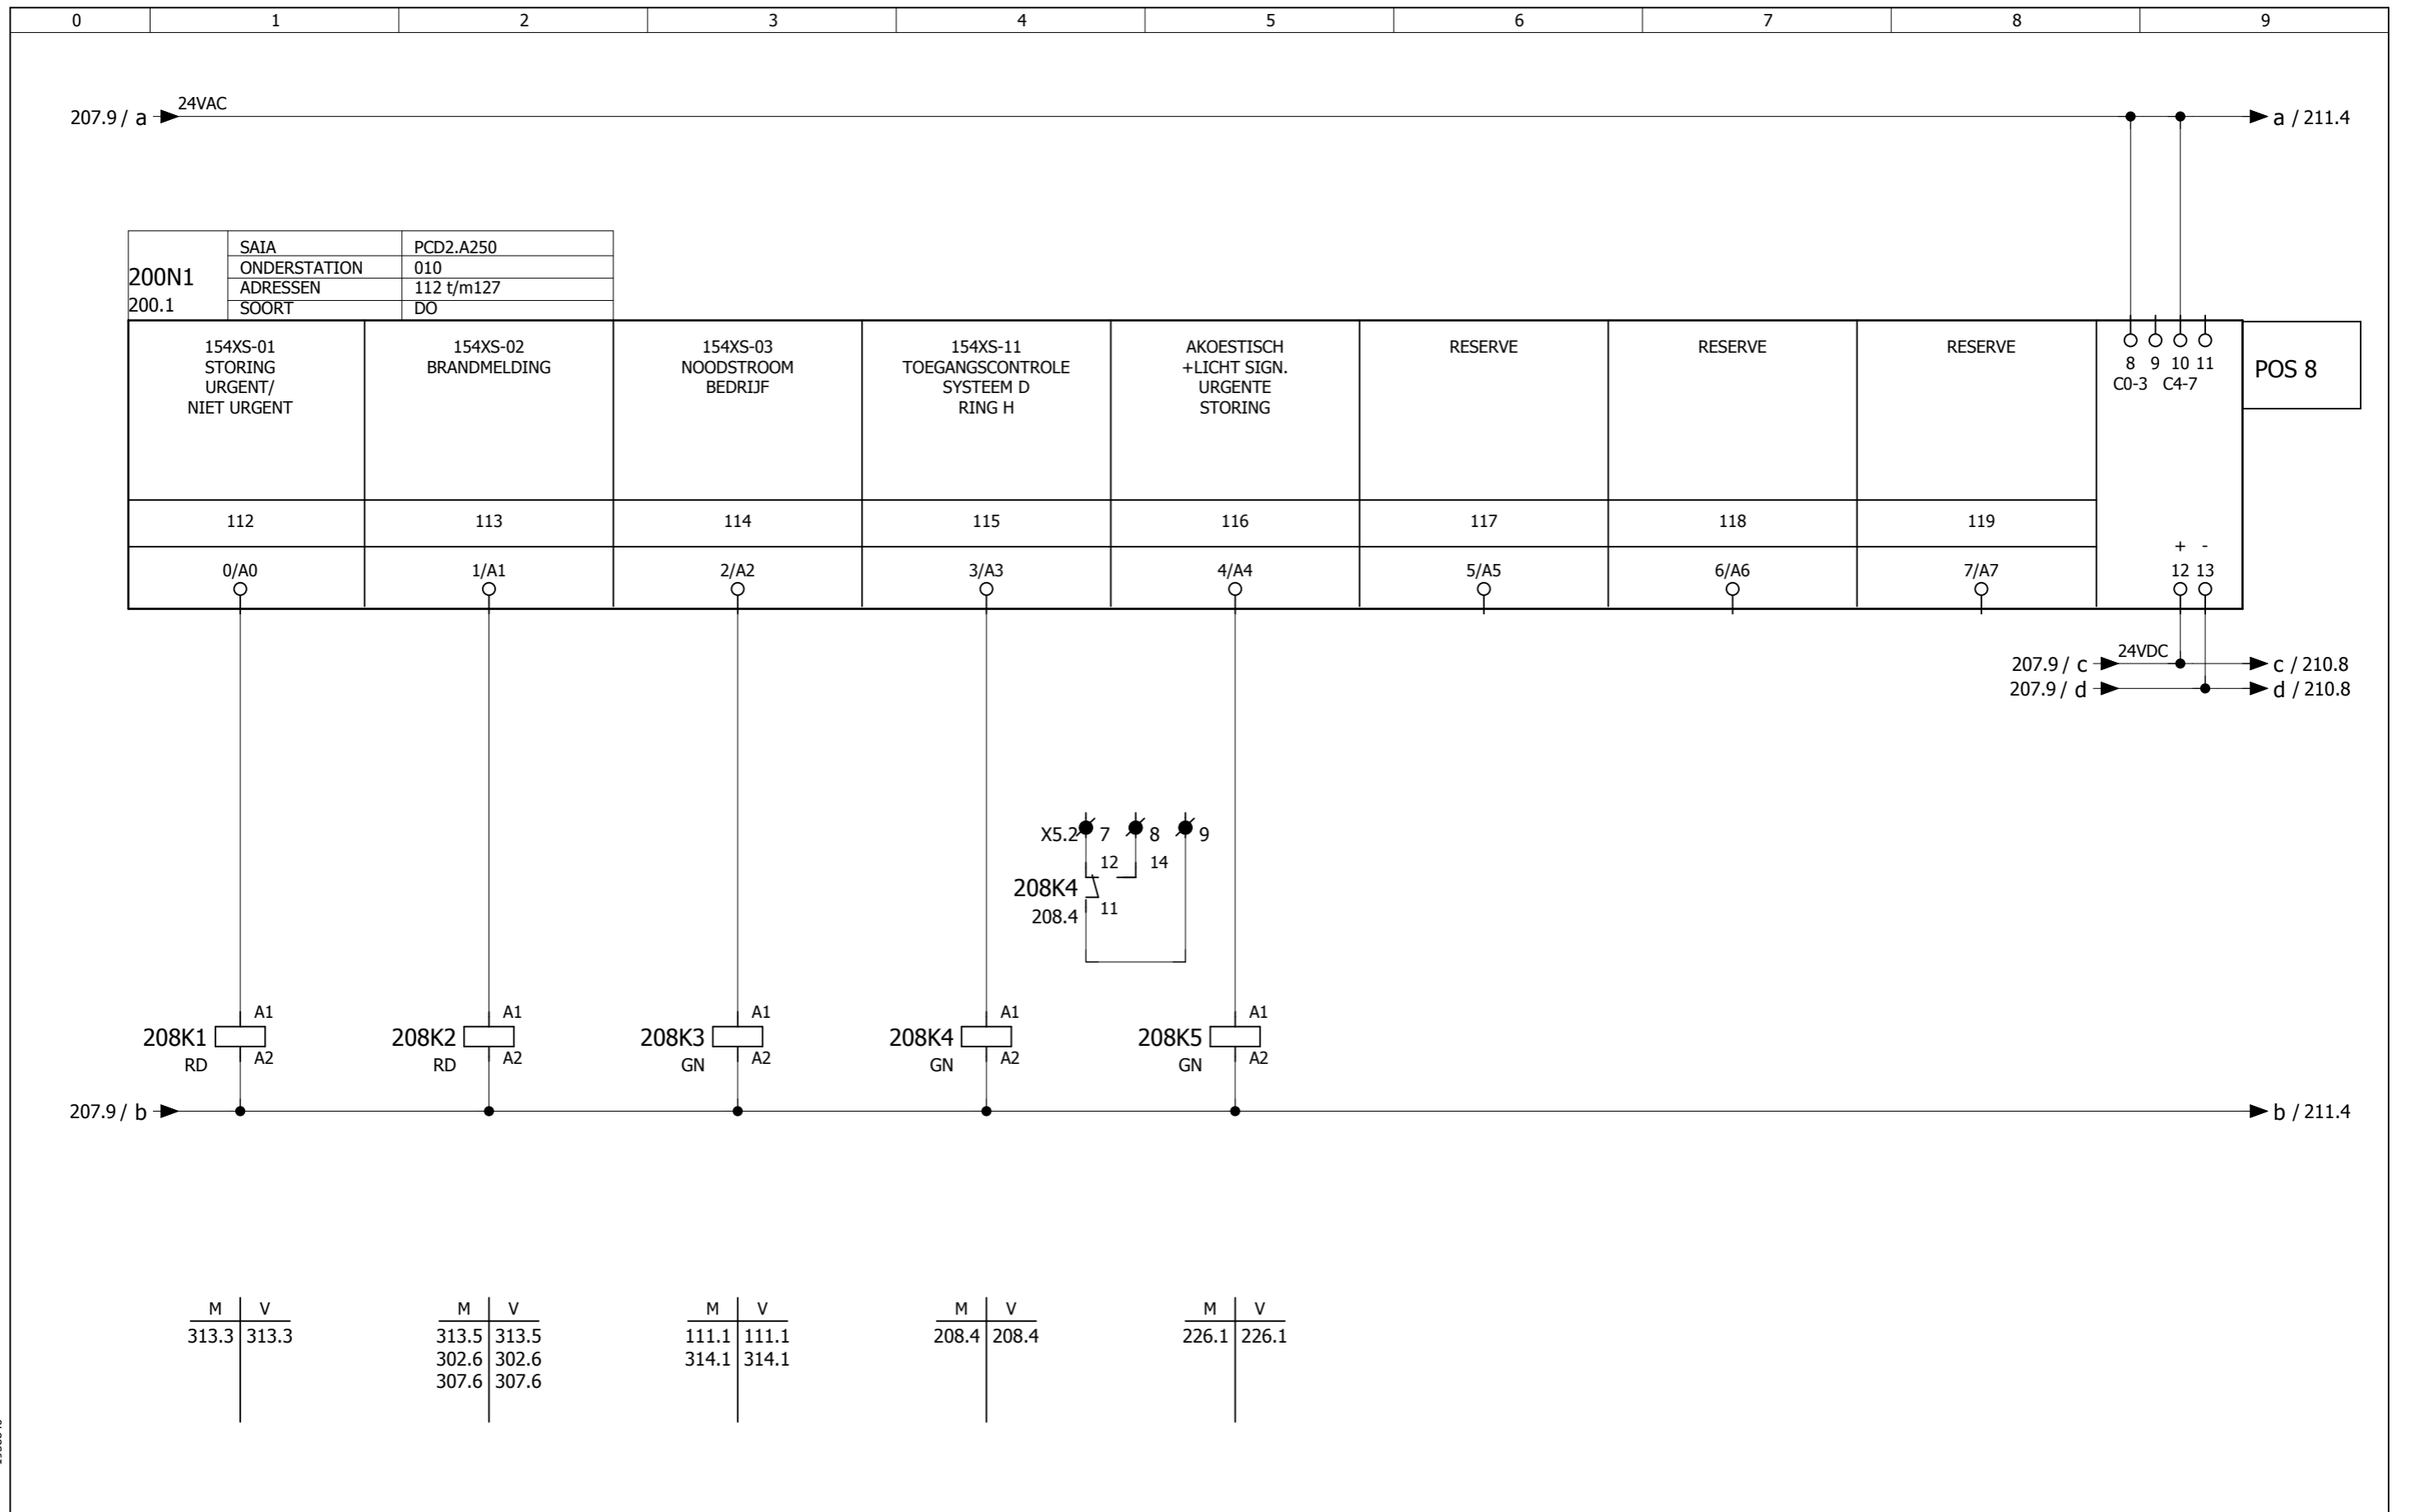 0 1 2 3 4 5 6 7 8 9
24VAC
207.9 / a
a / 211.4
200N1
200.1
SAIA PCD2.A250
ONDERSTATION 010
ADRESSEN 112 t/m127
SOORT DO
154XS-01
STORING
URGENT/
NIET URGENT
154XS-02
BRANDMELDING
154XS-03
NOODSTROOM
BEDRIJF
154XS-11
TOEGANGSCONTROLE
SYSTEEM D
RING H
AKOESTISCH
+LICHT SIGN.
URGENTE
STORING
RESERVE
RESERVE
RESERVE
8 9 10 11
C0-3 C4-7
POS 8
112 113 114 115 116 117 118 119
+ -
0/A0 1/A1 2/A2 3/A3 4/A4 5/A5 6/A6 7/A7 12 13
24VDC
207.9 / c
c / 210.8
207.9 / d
d / 210.8
X5.2 7 8 9
12 14
208K4
11
208.4
A1 A1 A1 A1 A1
208K1 208K2 208K3 208K4 208K5
A2 A2 A2 A2 A2
RD RD GN GN GN
207.9 / b
b / 211.4
M V
313.3 313.3
M V
313.5 313.5
302.6 302.6
307.6 307.6
M V
111.1 111.1
314.1 314.1
M V
208.4 208.4
M V
226.1 226.1